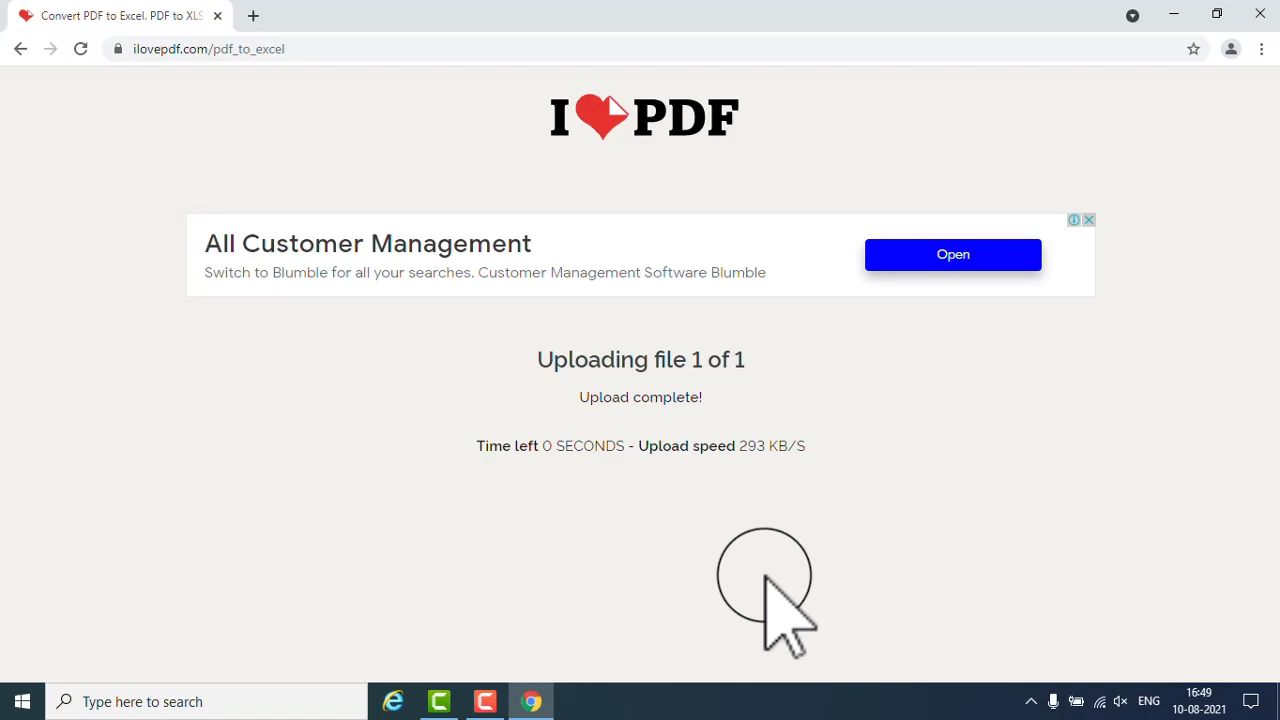 Convert PDF to Excel. PDF to XLS
ilovepdf.com/pdf_to_excel
I PDF
All Customer Management
Switch to Blumble for all your searches. Customer Management Software Blumble
Open
Uploading file 1 of 1
Upload complete!
Time left 0 SECONDS - Upload speed 293 KB/S
Type here to search
ENG
16:49
10-08-2021